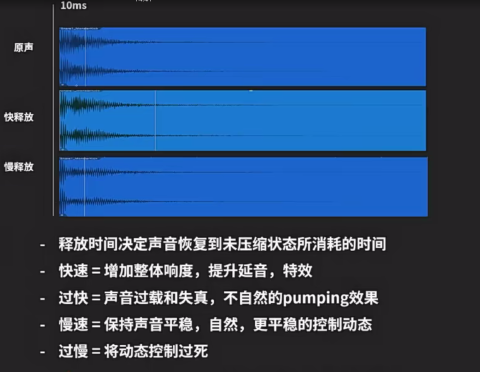 10ms
原声
快释放
慢释放
- 释放时间决定声音恢复到未压缩状态所消耗的时间
- 快速 = 增加整体响度，提升延音，特效
- 过快 = 声音过载和失真，不自然的pumping效果
- 慢速 = 保持声音平稳，自然，更平稳的控制动态
- 过慢 = 将动态控制过死